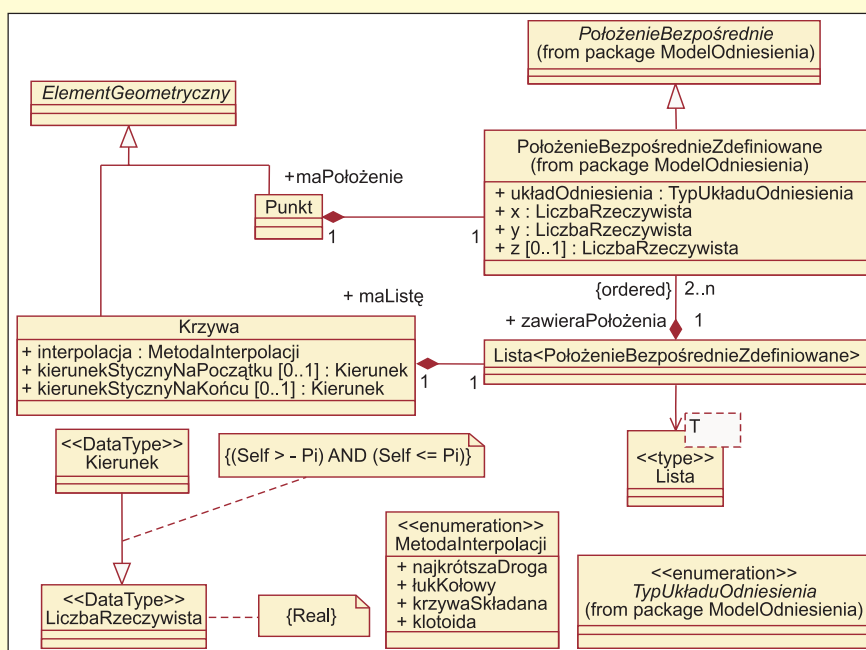 PołożenieBezpośrednie
(from package ModelOdniesienia)
ElementGeometryczny
PołożenieBezpośrednieZdefiniowane
(from package ModelOdniesienia)
+ układOdniesienia : TypUkładuOdniesienia
+ x : LiczbaRzeczywista
+ y : LiczbaRzeczywista
+ z [0..1] : LiczbaRzeczywista
+maPołożenie
Punkt
1
1
{ordered}
2..n
+ maListę
+ zawieraPołożenia
1
Krzywa
+ interpolacja : MetodaInterpolacji
+ kierunekStycznyNaPoczątku [0..1] : Kierunek
+ kierunekStycznyNaKońcu [0..1] : Kierunek
1
1
Lista<PołożenieBezpośrednieZdefiniowane>
T
<<type>>
Lista
<<DataType>>
Kierunek
{(Self > - Pi) AND (Self <= Pi)}
<<DataType>>
LiczbaRzeczywista
{Real}
<<enumeration>>
MetodaInterpolacji
+ najkrótszaDroga
+ łukKołowy
+ krzywaSkładana
+ klotoida
<<enumeration>>
TypUkładuOdniesienia
(from package ModelOdniesienia)